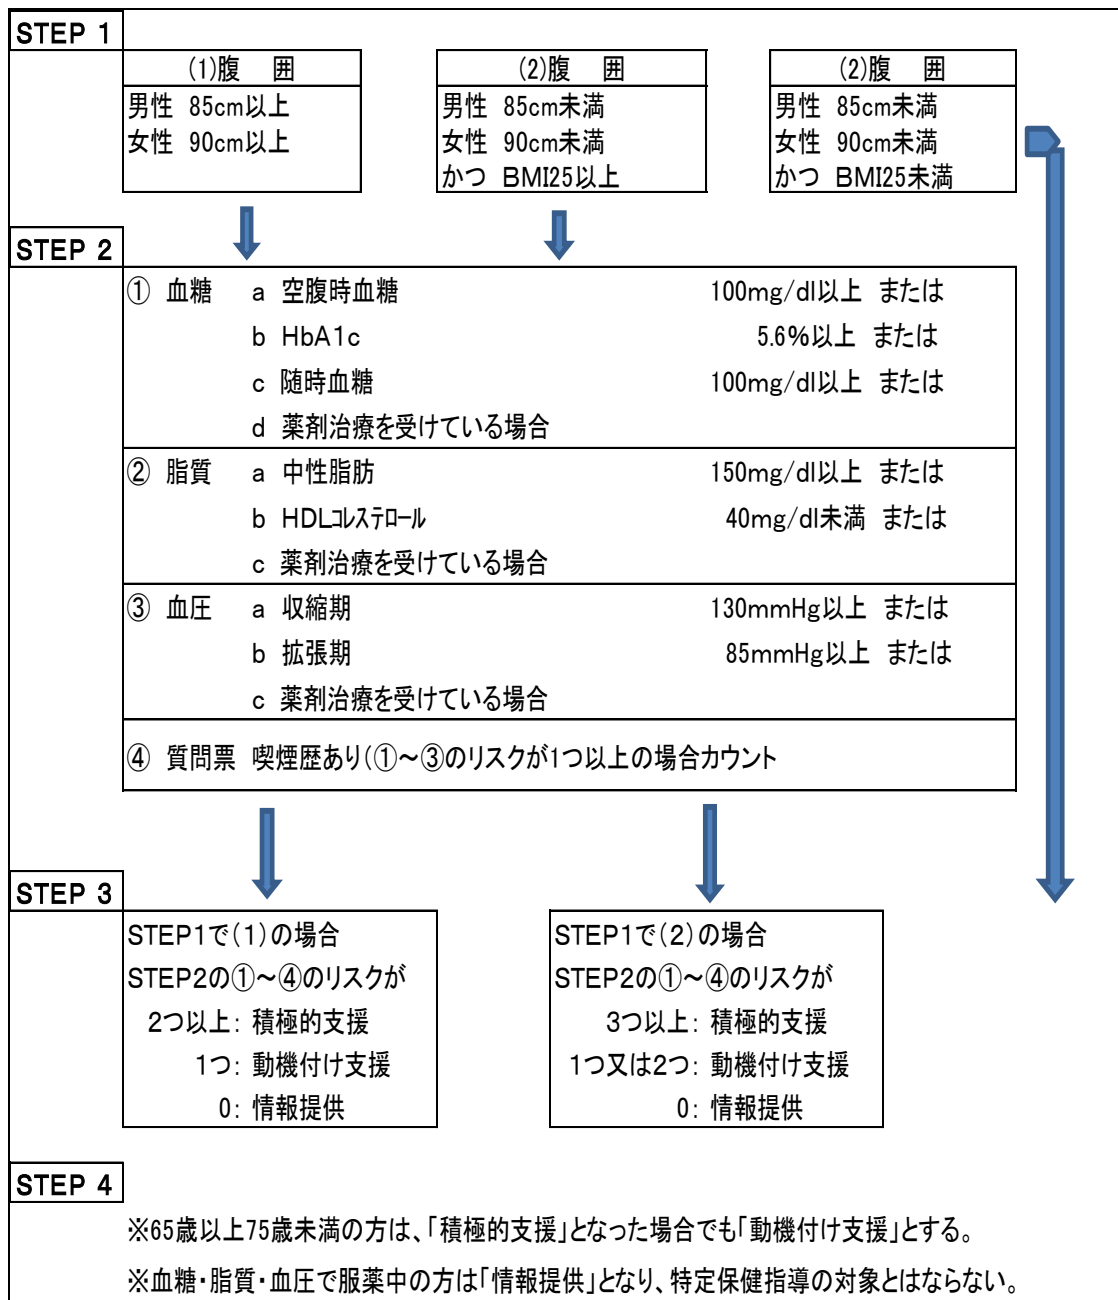 STEP 1
(1)腹 囲
男性 85cm以上
女性 90cm以上
(2)腹 囲
男性 85cm未満
女性 90cm未満
かつ BMI25以上
(2)腹 囲
男性 85cm未満
女性 90cm未満
かつ BMI25未満
STEP 2
① 血糖 a 空腹時血糖 100mg/dl以上 または
b HbA1c 5.6%以上 または
c 随時血糖 100mg/dl以上 または
d 薬剤治療を受けている場合
② 脂質 a 中性脂肪 150mg/dl以上 または
b HDLコレステロール 40mg/dl未満 または
c 薬剤治療を受けている場合
③ 血圧 a 収縮期 130mmHg以上 または
b 拡張期 85mmHg以上 または
c 薬剤治療を受けている場合
④ 質問票 喫煙歴あり(①~③のリスクが1つ以上の場合カウント
STEP 3
STEP1で(1)の場合
STEP2の①~④のリスクが
2つ以上: 積極的支援
1つ: 動機付け支援
0: 情報提供
STEP1で(2)の場合
STEP2の①~④のリスクが
3つ以上: 積極的支援
1つ又は2つ: 動機付け支援
0: 情報提供
STEP 4
※65歳以上75歳未満の方は、「積極的支援」となった場合でも「動機付け支援」とする。
※血糖・脂質・血圧で服薬中の方は「情報提供」となり、特定保健指導の対象とはならない。